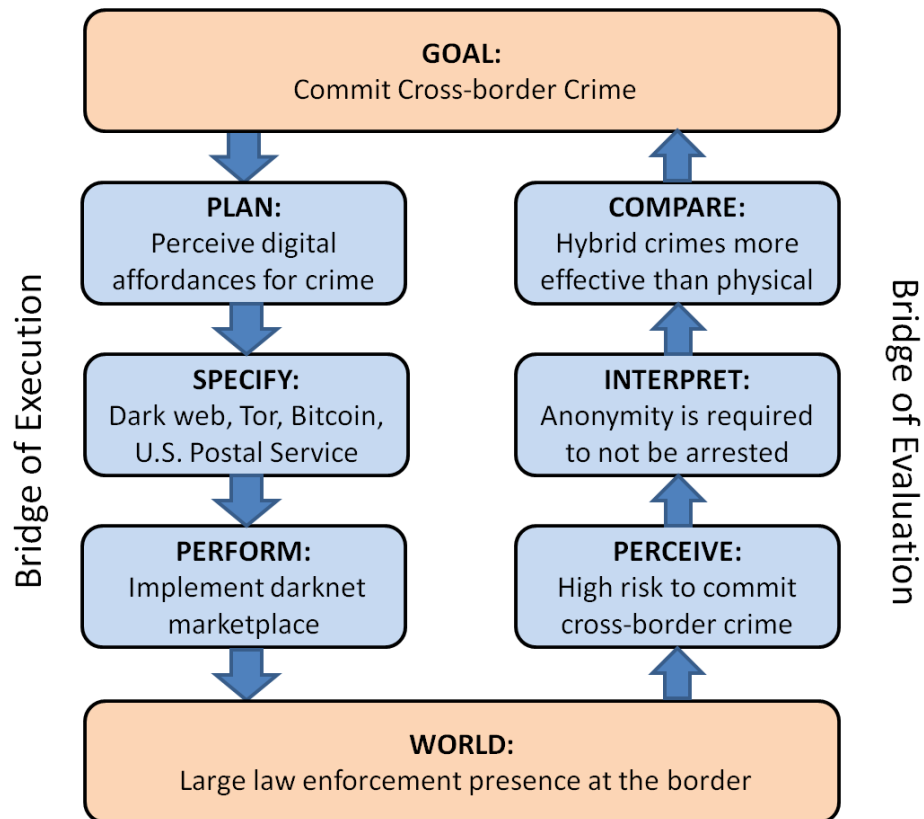 GOAL:
Commit Cross-border Crime
PLAN:
Perceive digital
affordances for crime
COMPARE:
Hybrid crimes more
effective than physical
SPECIFY:
Dark web, Tor, Bitcoin,
U.S. Postal Service
INTERPRET:
Anonymity is required
to not be arrested
PERFORM:
Implement darknet
marketplace
PERCEIVE:
High risk to commit
cross-border crime
WORLD:
Large law enforcement presence at the border
Bridge of Execution
Bridge of Evaluation